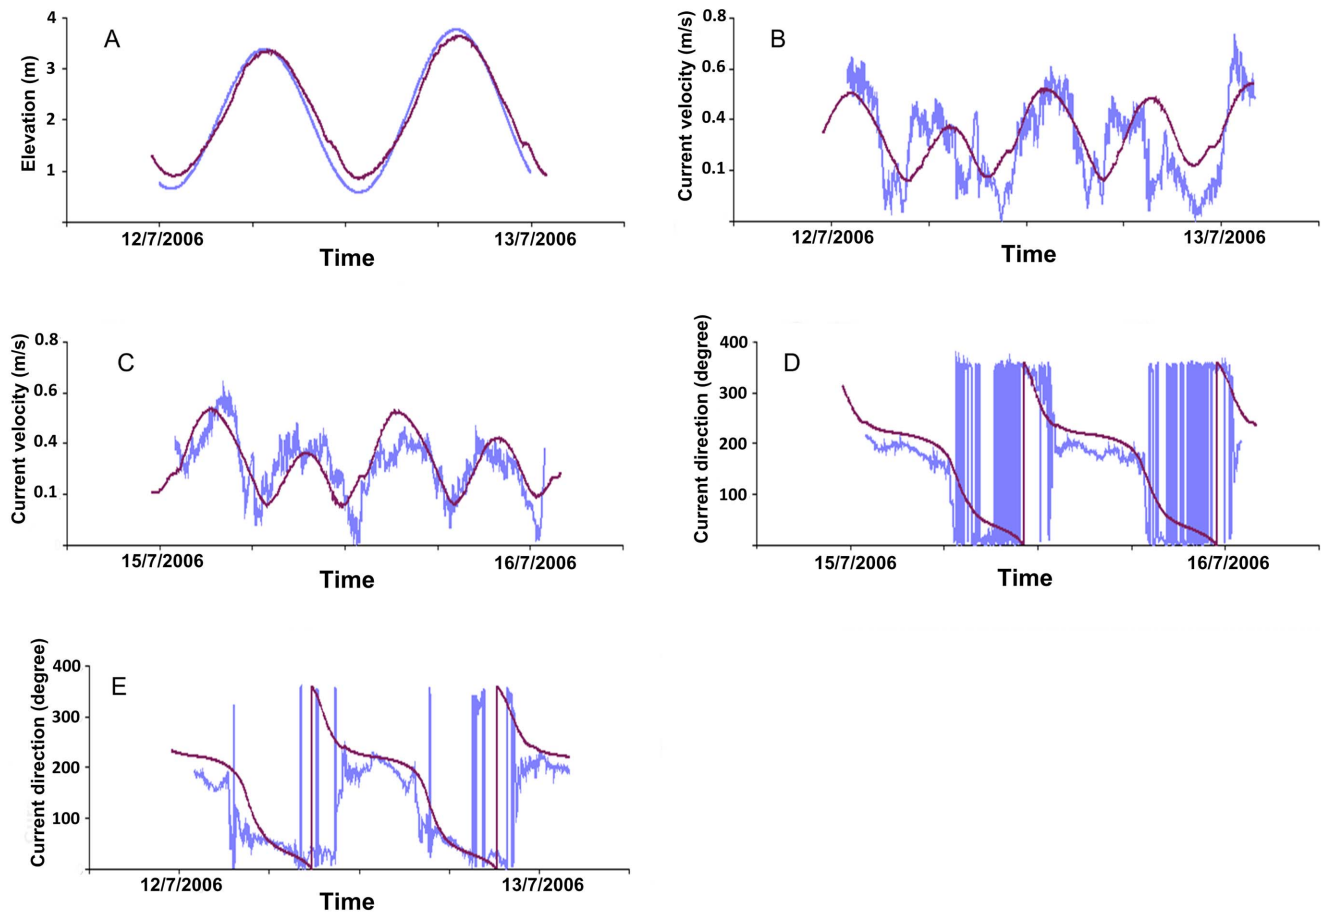 A
Elevation (m)
4
3
2
1
12/7/2006
13/7/2006
Time
B
Current velocity (m/s)
0.8
0.6
0.4
0.1
12/7/2006
13/7/2006
Time
C
Current velocity (m/s)
0.8
0.6
0.4
0.1
15/7/2006
16/7/2006
Time
D
Current direction (degree)
400
300
200
100
15/7/2006
16/7/2006
Time
E
Current direction (degree)
400
300
200
100
12/7/2006
13/7/2006
Time